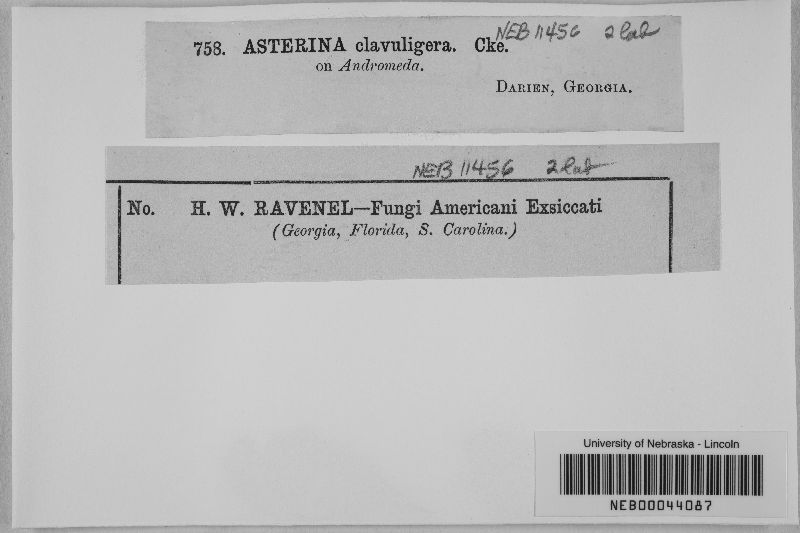 NEB 11456 2 lab
758. ASTERINA clavuligera. Cke.
on Andromeda.
DARIEN, GEORGIA.
NEB 11456 2 lab
No. H. W. RAVENEL—Fungi Americani Exsiccati
(Georgia, Florida, S. Carolina.)
University of Nebraska - Lincoln
NEB00044087